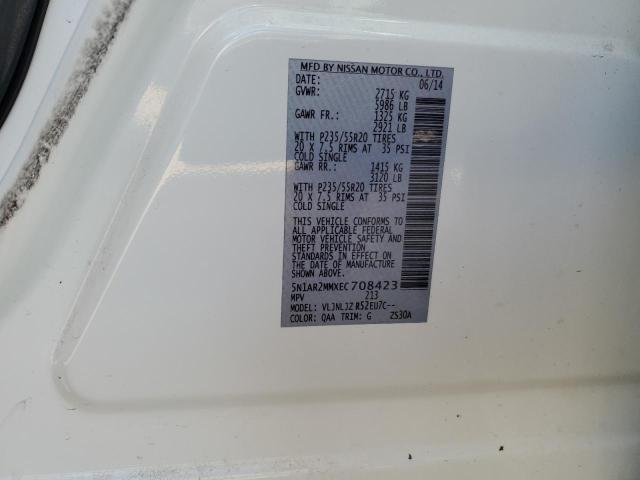 MFD BY NISSAN MOTOR CO., LTD.
DATE: 06/14
GVWR: 2715 KG
5986 LB
GAWR FR.: 1325 KG
2921 LB
WITH P235/55R20 TIRES
20 X 7.5 RIMS AT 35 PSI
COLD SINGLE
GAWR RR.: 1415 KG
3120 LB
WITH P235/55R20 TIRES
20 X 7.5 RIMS AT 35 PSI
COLD SINGLE
THIS VEHICLE CONFORMS TO
ALL APPLICABLE FEDERAL
MOTOR VEHICLE SAFETY AND
THEFT PREVENTION
STANDARDS IN EFFECT ON
THE DATE OF MANUFACTURE
SHOWN ABOVE.
5N1AR2MMXEC708423
MPV 213
MODEL: VLJNLJZ R52EU7C--
COLOR: QAA TRIM: G ZS30A